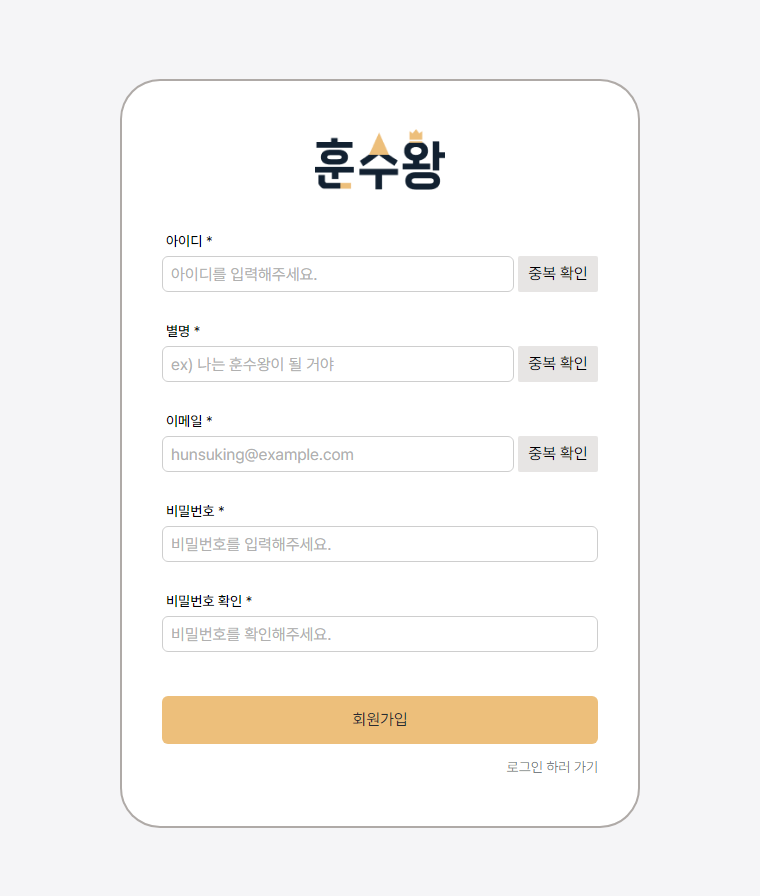 훈수왕
아이디 *
아이디를 입력해주세요. 중복 확인
별명 *
ex) 나는 훈수왕이 될 거야 중복 확인
이메일 *
hunsuking@example.com 중복 확인
비밀번호 *
비밀번호를 입력해주세요.
비밀번호 확인 *
비밀번호를 확인해주세요.
회원가입
로그인 하러 가기